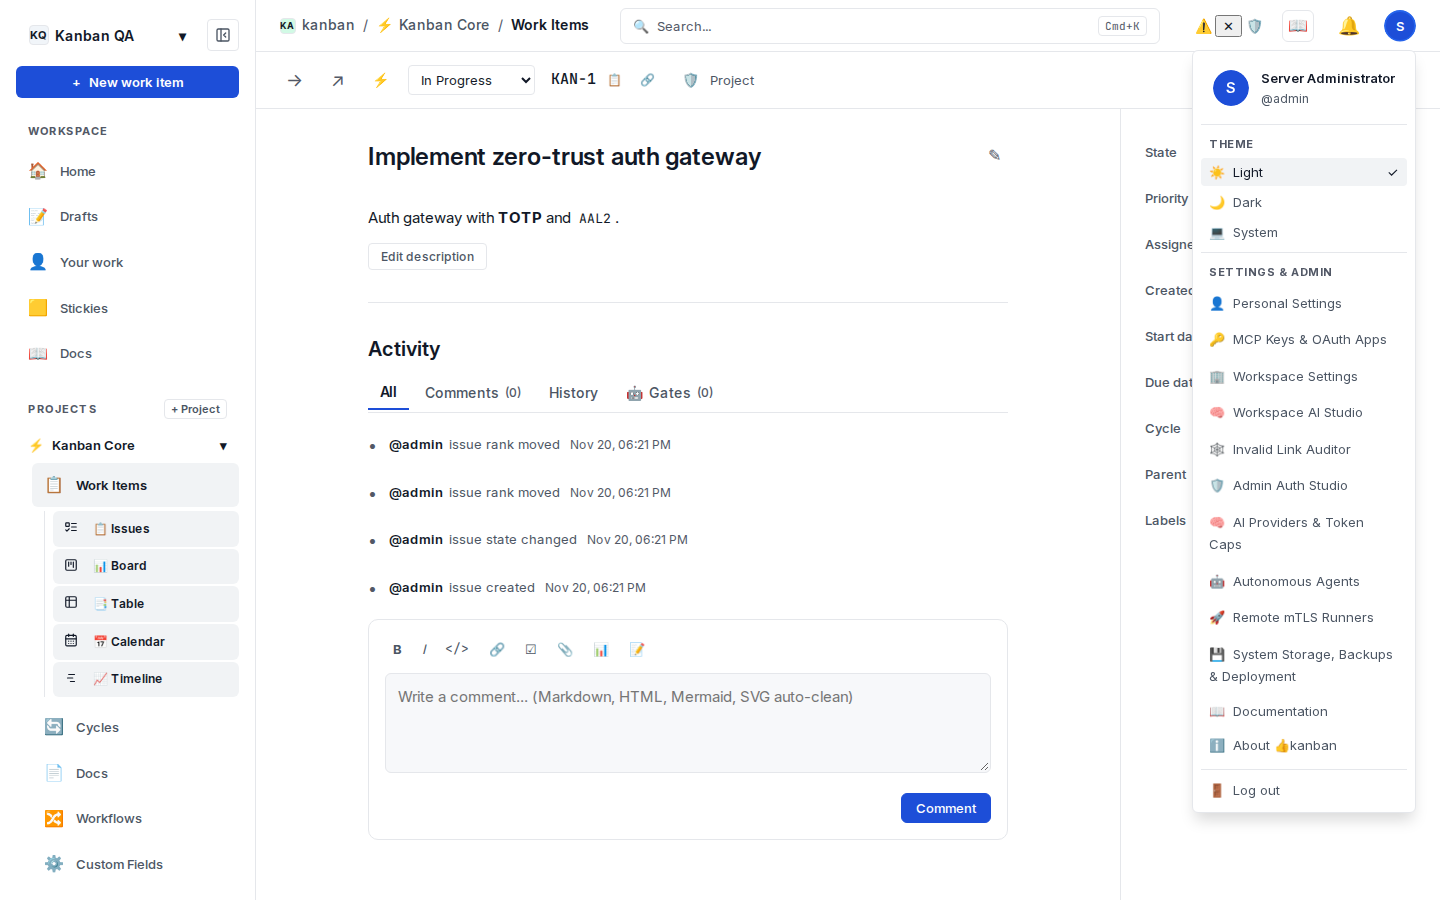 KQ Kanban QA ▾
+ New work item
WORKSPACE
🏠 Home
📝 Drafts
👤 Your work
🟨 Stickies
📖 Docs
PROJECTS + Project
⚡ Kanban Core ▾
📋 Work Items
📋 Issues
📊 Board
📑 Table
📅 Calendar
📈 Timeline
🔄 Cycles
📄 Docs
🔀 Workflows
⚙️ Custom Fields
KA kanban / ⚡ Kanban Core / Work Items
🔍 Search... Cmd+K
⚠️ ✕ 🛡️ 📖 🔔 S
→ ↗ ⚡ In Progress KAN-1 📋 🔗 🛡️ Project
Implement zero-trust auth gateway ✎
Auth gateway with TOTP and AAL2 .
Edit description
Activity
All Comments (0) History 🤖 Gates (0)
• @admin issue rank moved Nov 20, 06:21 PM
• @admin issue rank moved Nov 20, 06:21 PM
• @admin issue state changed Nov 20, 06:21 PM
• @admin issue created Nov 20, 06:21 PM
B I </> 🔗 ☑ 📎 📊 📝
Write a comment... (Markdown, HTML, Mermaid, SVG auto-clean)
Comment
State
Priority
Assigne
Created
Start da
Due dat
Cycle
Parent
Labels
S Server Administrator
@admin
THEME
☀️ Light ✓
🌙 Dark
💻 System
SETTINGS & ADMIN
👤 Personal Settings
🔑 MCP Keys & OAuth Apps
🏢 Workspace Settings
🧠 Workspace AI Studio
🕸️ Invalid Link Auditor
🛡️ Admin Auth Studio
🧠 AI Providers & Token
Caps
🤖 Autonomous Agents
🚀 Remote mTLS Runners
💾 System Storage, Backups
& Deployment
📖 Documentation
ℹ️ About 👍kanban
🚪 Log out